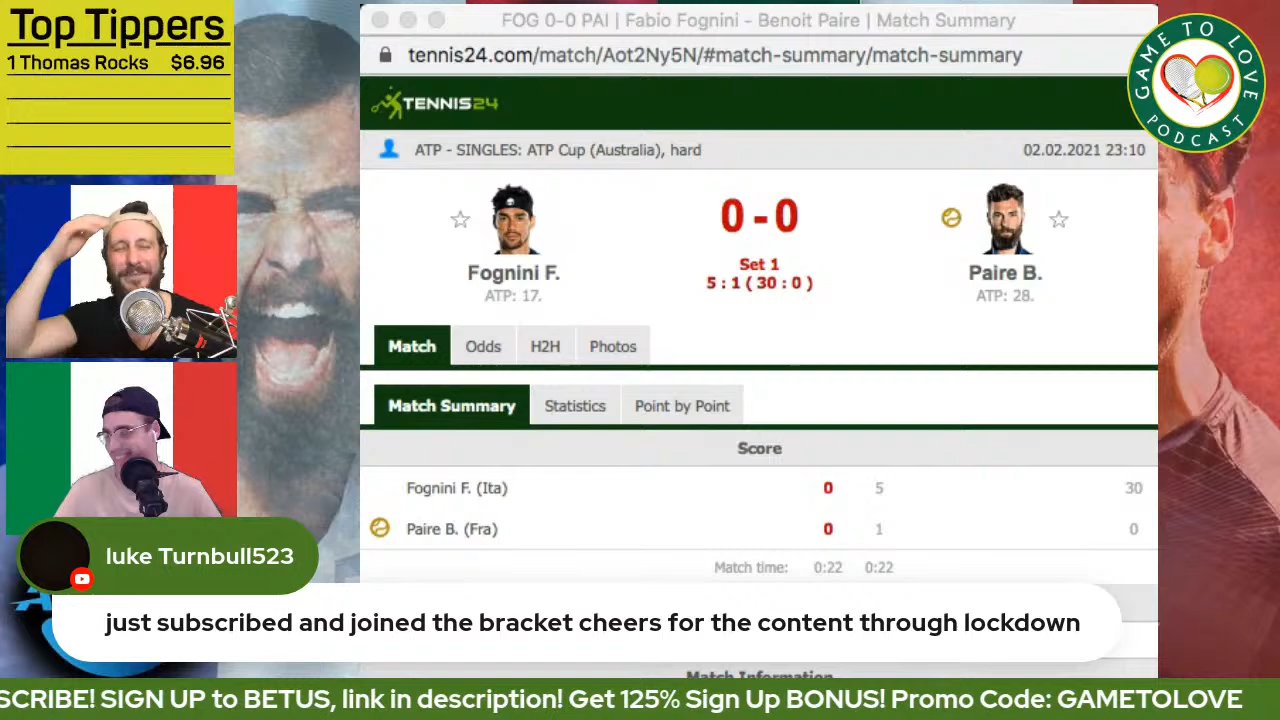 Top Tippers
1 Thomas Rocks $6.96
FOG 0-0 PAI | Fabio Fognini - Benoit Paire | Match Summary
tennis24.com/match/Aot2Ny5N/#match-summary/match-summary
GAME TO LOVE
PODCAST
TENNIS24
ATP - SINGLES: ATP Cup (Australia), hard 02.02.2021 23:10
0 - 0
Set 1
5 : 1 ( 30 : 0 )
Fognini F. Paire B.
ATP: 17. ATP: 28.
Match Odds H2H Photos
Match Summary Statistics Point by Point
Score
Fognini F. (Ita) 0 5 30
Paire B. (Fra) 0 1 0
Match time: 0:22 0:22
luke Turnbull523
just subscribed and joined the bracket cheers for the content through lockdown
Match Information
SCRIBE! SIGN UP to BETUS, link in description! Get 125% Sign Up BONUS! Promo Code: GAMETOLOVE